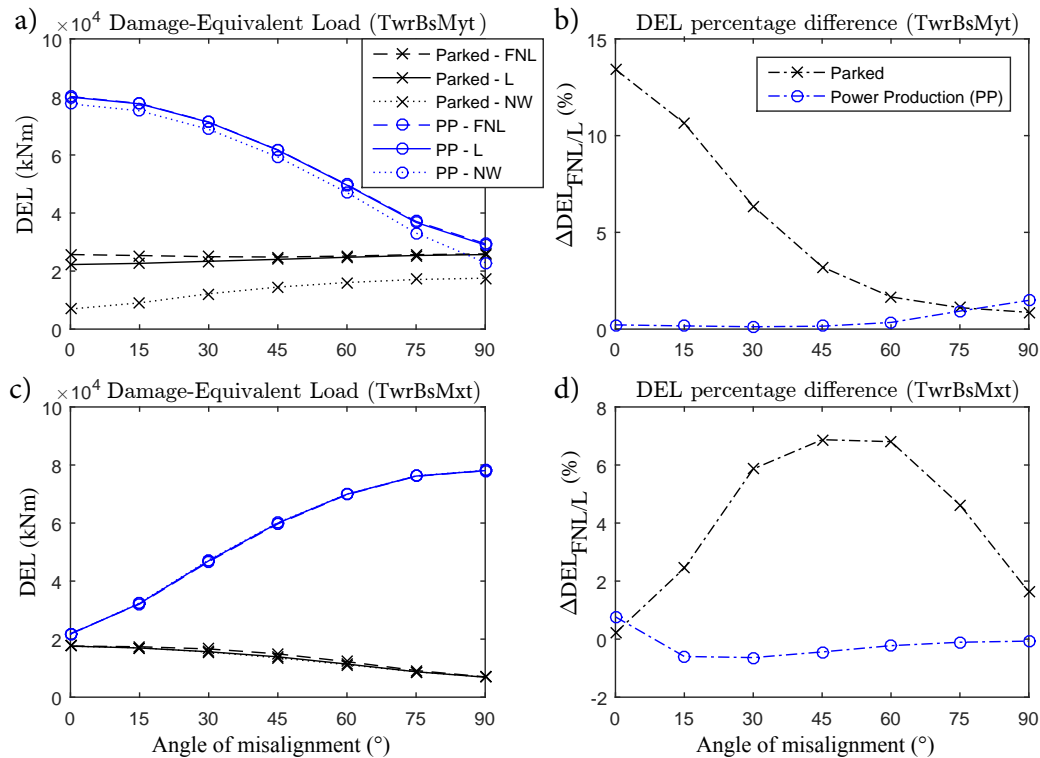 a)
×10⁴ Damage-Equivalent Load (TwrBsMyt)
10
8
6
4
2
0
DEL (kNm)
0 15 30 45 60 75 90
Parked - FNL
Parked - L
Parked - NW
PP - FNL
PP - L
PP - NW
b)
DEL percentage difference (TwrBsMyt)
15
10
5
0
ΔDEL_FNL/L (%)
0 15 30 45 60 75 90
Parked
Power Production (PP)
c)
×10⁴ Damage-Equivalent Load (TwrBsMxt)
10
8
6
4
2
0
DEL (kNm)
0 15 30 45 60 75 90
Angle of misalignment (°)
d)
DEL percentage difference (TwrBsMxt)
8
6
4
2
0
-2
ΔDEL_FNL/L (%)
0 15 30 45 60 75 90
Angle of misalignment (°)